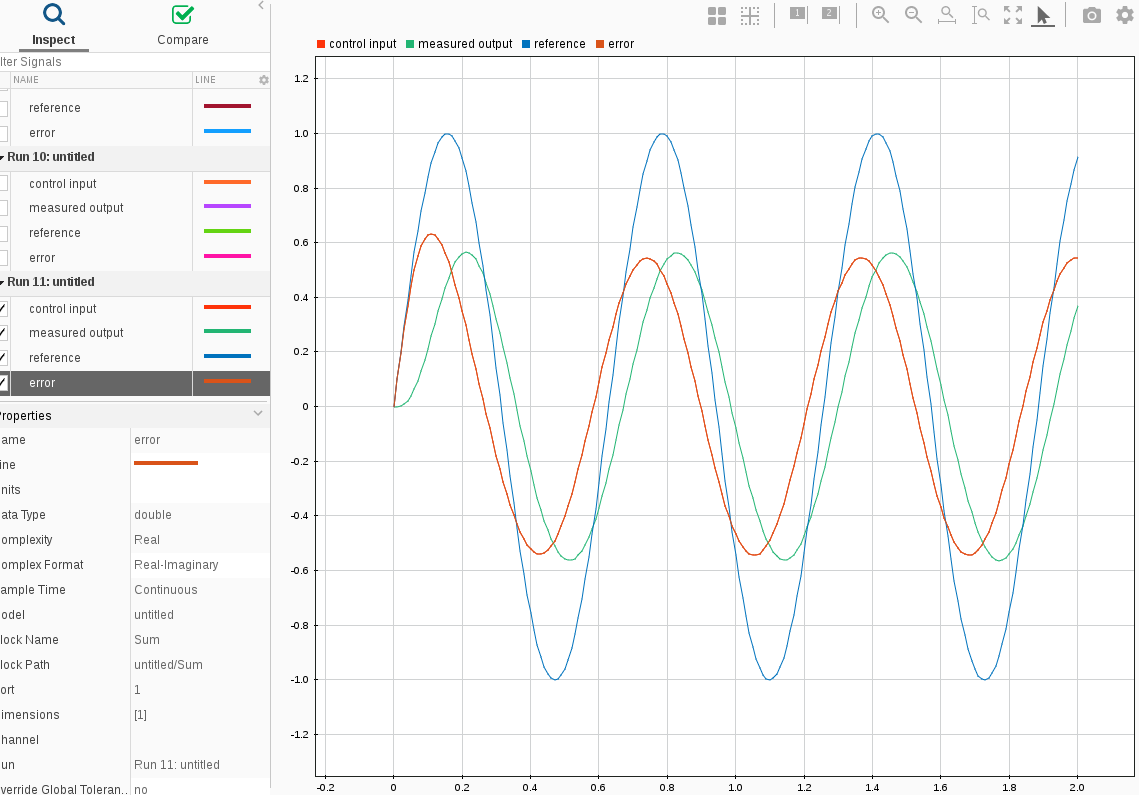 Inspect Compare
lter Signals
NAME LINE
reference
error
Run 10: untitled
control input
measured output
reference
error
Run 11: untitled
control input
measured output
reference
error
roperties
ame error
ine
nits
ata Type double
omplexity Real
omplex Format Real-Imaginary
ample Time Continuous
odel untitled
lock Name Sum
lock Path untitled/Sum
ort 1
imensions [1]
hannel
un Run 11: untitled
verride Global Toleran.. no
1 2
control input measured output reference error
1.2
1.0
0.8
0.6
0.4
0.2
0
-0.2
-0.4
-0.6
-0.8
-1.0
-1.2
-0.2 0 0.2 0.4 0.6 0.8 1.0 1.2 1.4 1.6 1.8 2.0